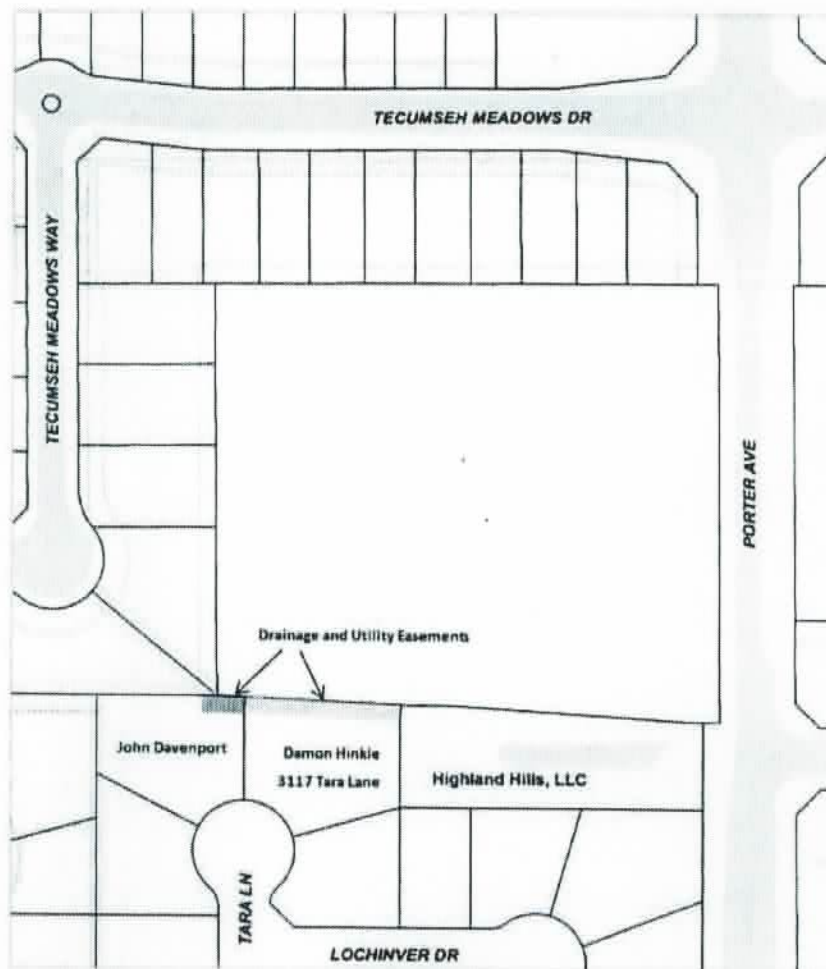 TECUMSEH MEADOWS DR
TECUMSEH MEADOWS WAY
PORTER AVE
Drainage and Utility Easements
John Davenport
Damon Hinkle
3117 Tara Lane
Highland Hills, LLC
TARA LN
LOCHINVER DR